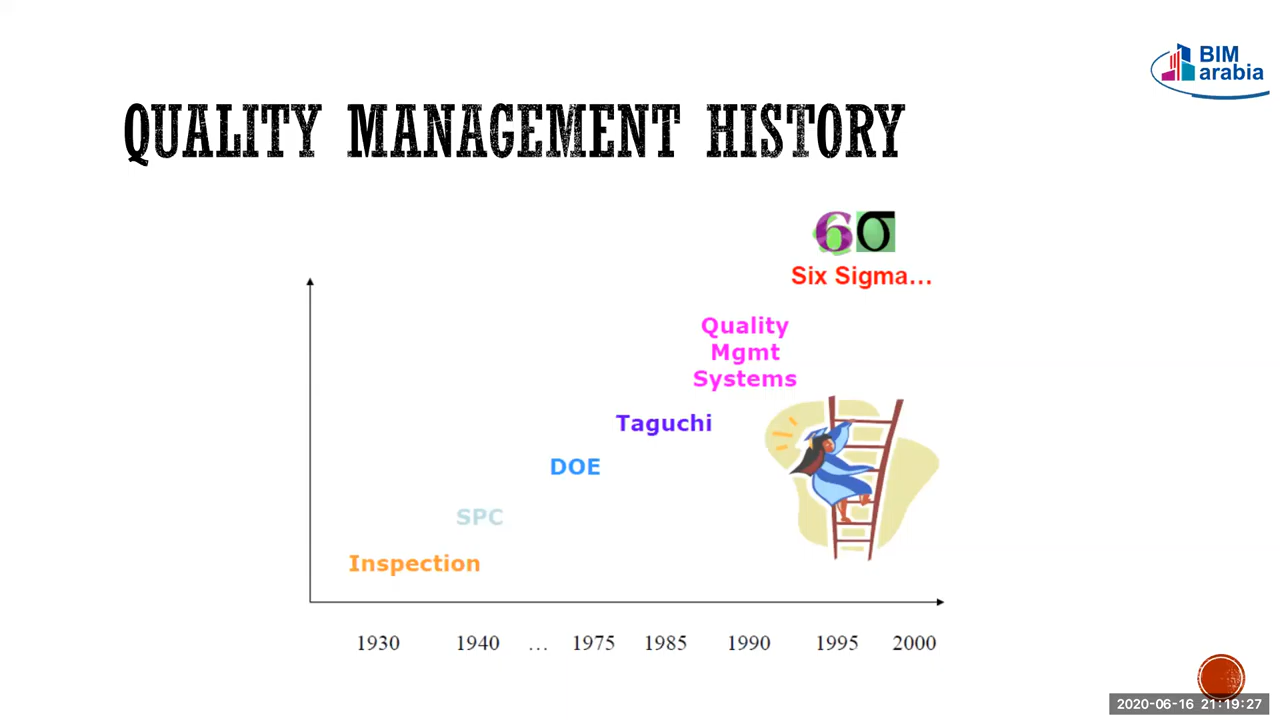 BIM
arabia
QUALITY MANAGEMENT HISTORY
6σ
Six Sigma...
Quality
Mgmt
Systems
Taguchi
DOE
SPC
Inspection
1930 1940 ... 1975 1985 1990 1995 2000
2020-06-16 21:19:27